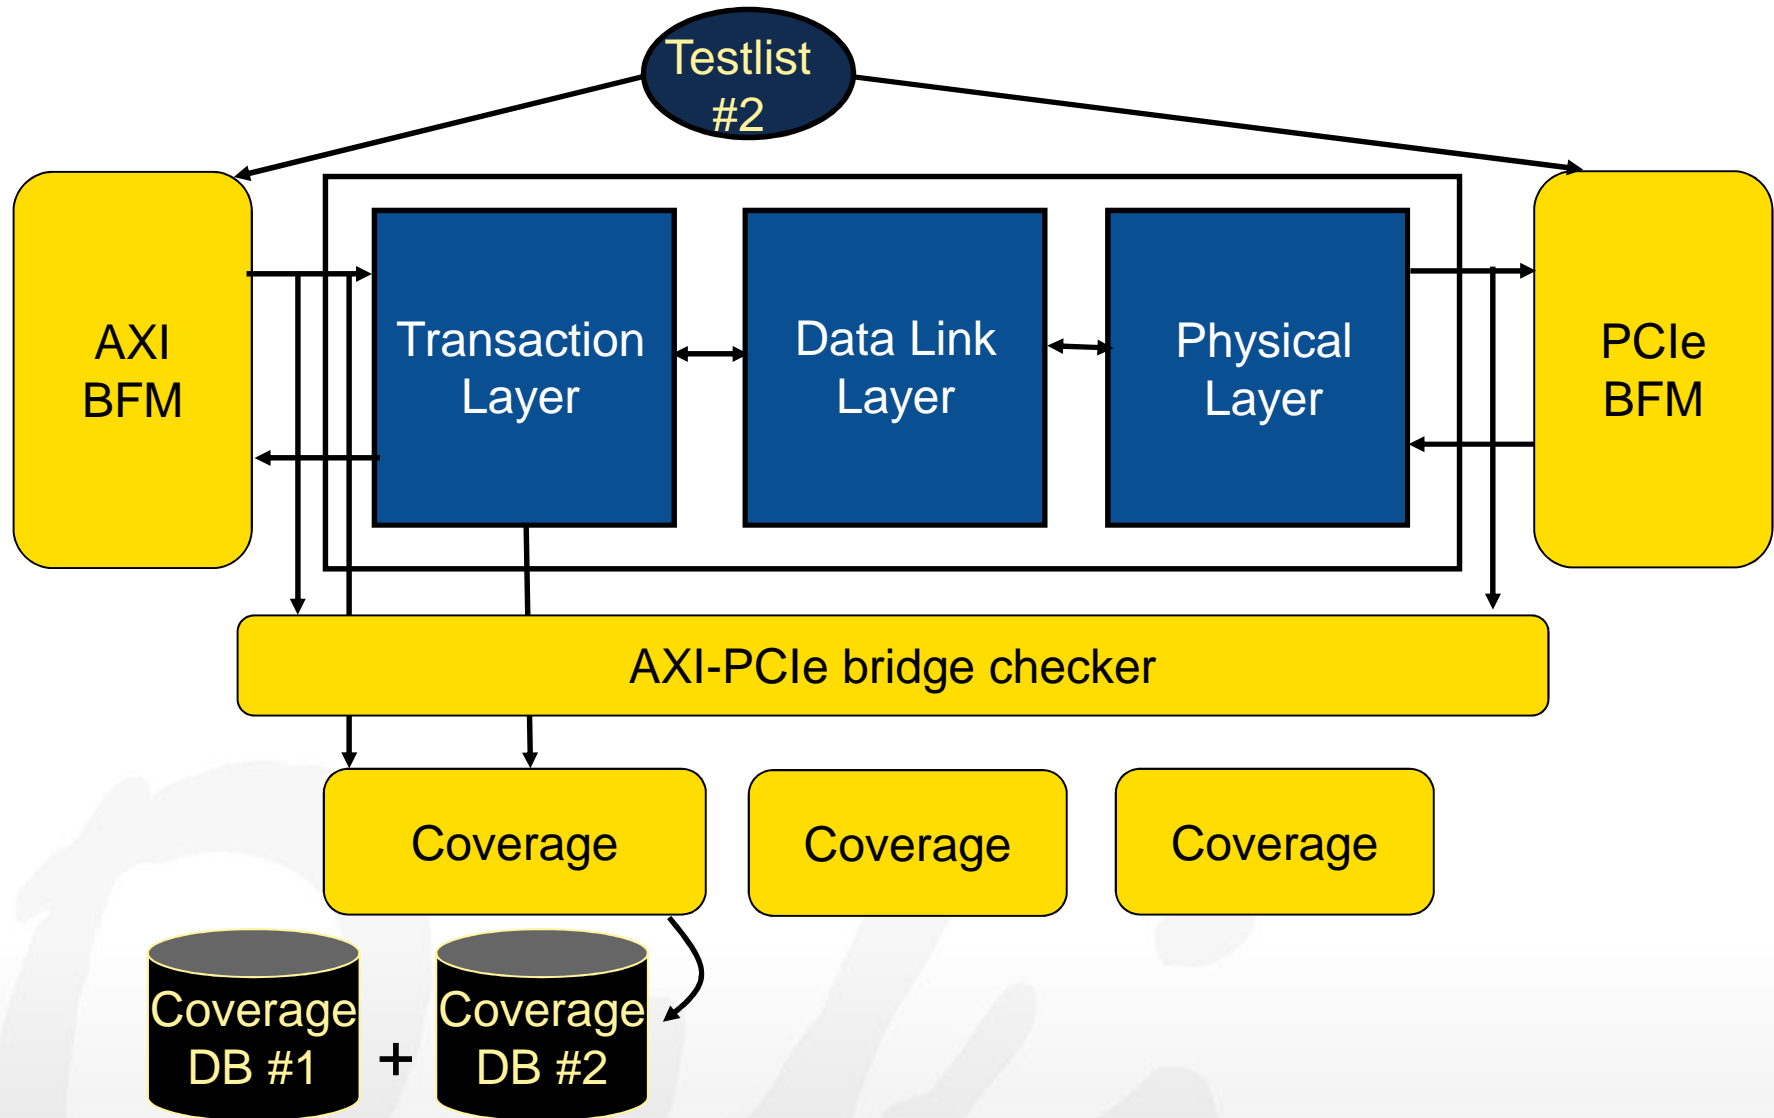 Testlist
#2
AXI
BFM
Transaction
Layer
Data Link
Layer
Physical
Layer
PCIe
BFM
AXI-PCIe bridge checker
Coverage
Coverage
Coverage
Coverage
DB #1
+
Coverage
DB #2